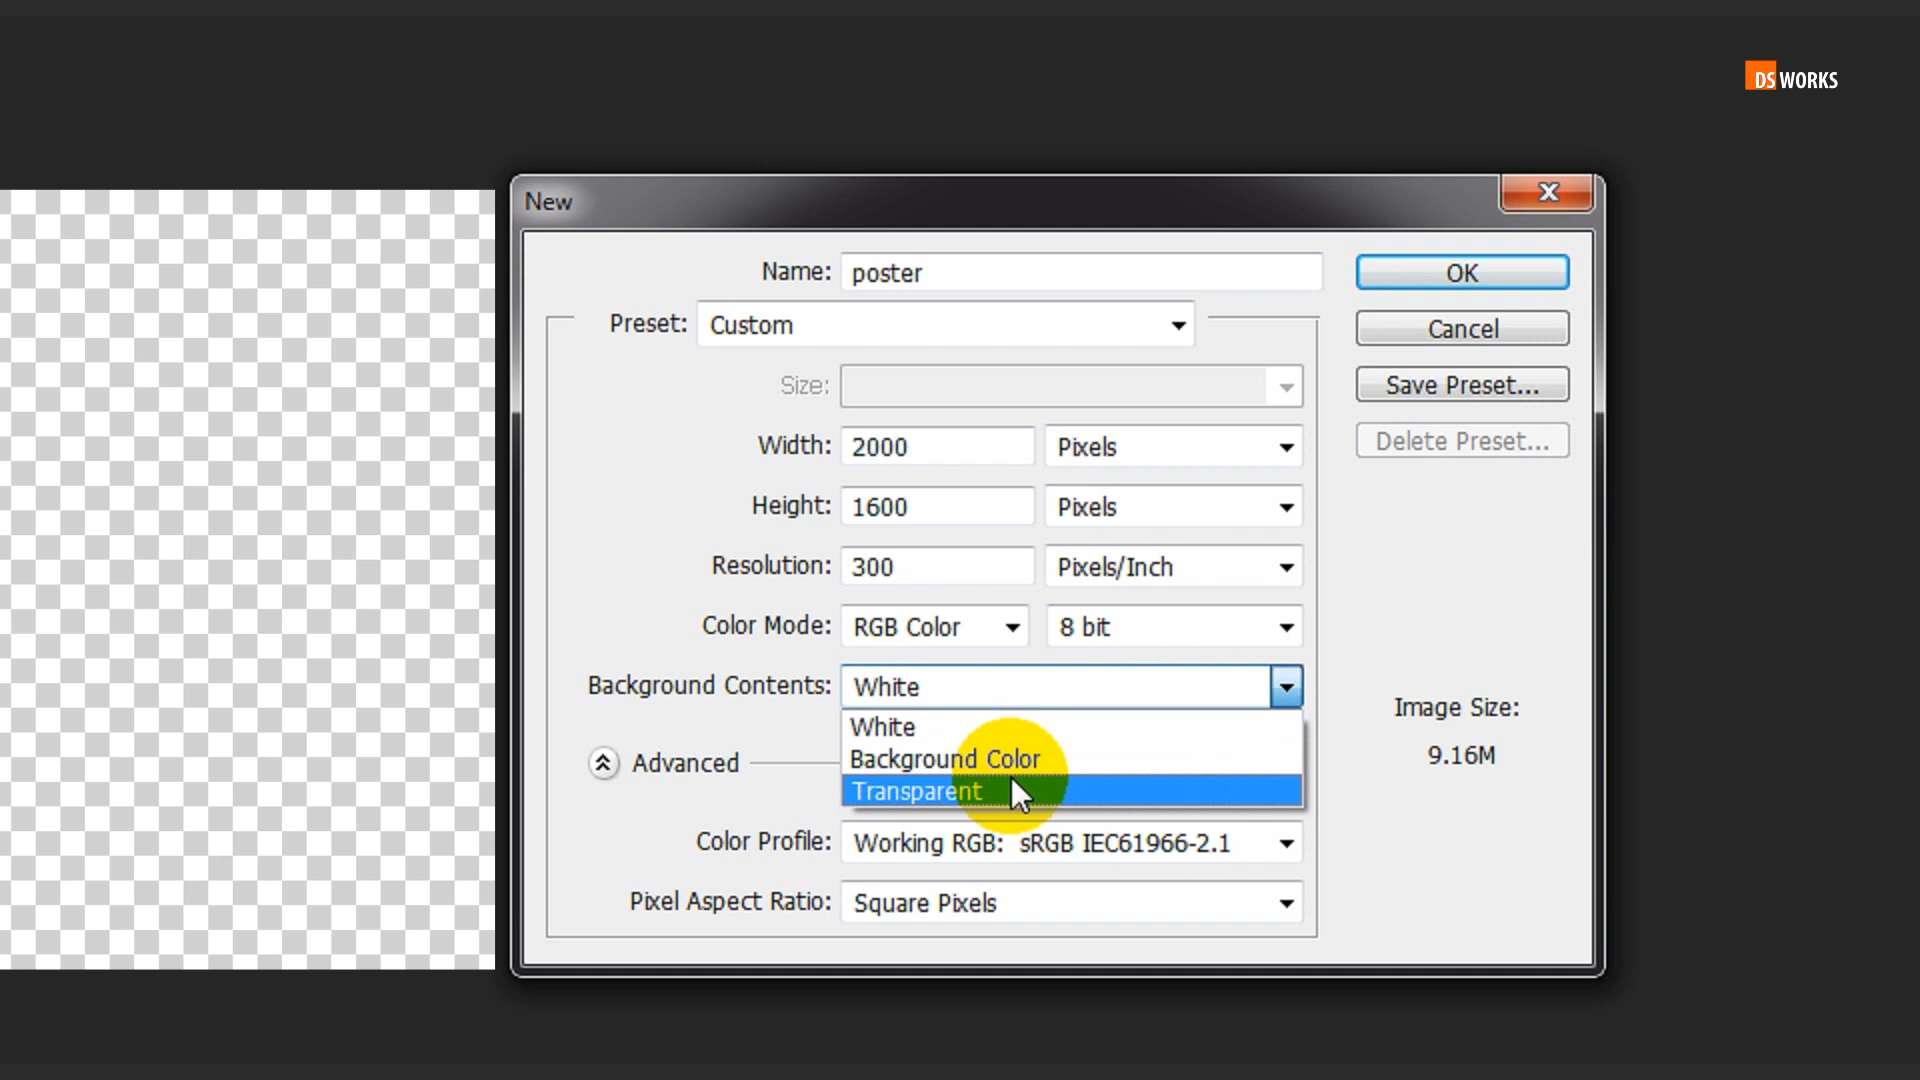 DS WORKS
New
Name: poster
OK
Preset: Custom
Cancel
Size:
Save Preset...
Width: 2000 Pixels
Delete Preset...
Height: 1600 Pixels
Resolution: 300 Pixels/Inch
Color Mode: RGB Color 8 bit
Background Contents: White
White
Background Color
Transparent
Image Size:
9.16M
Advanced
Color Profile: Working RGB: sRGB IEC61966-2.1
Pixel Aspect Ratio: Square Pixels